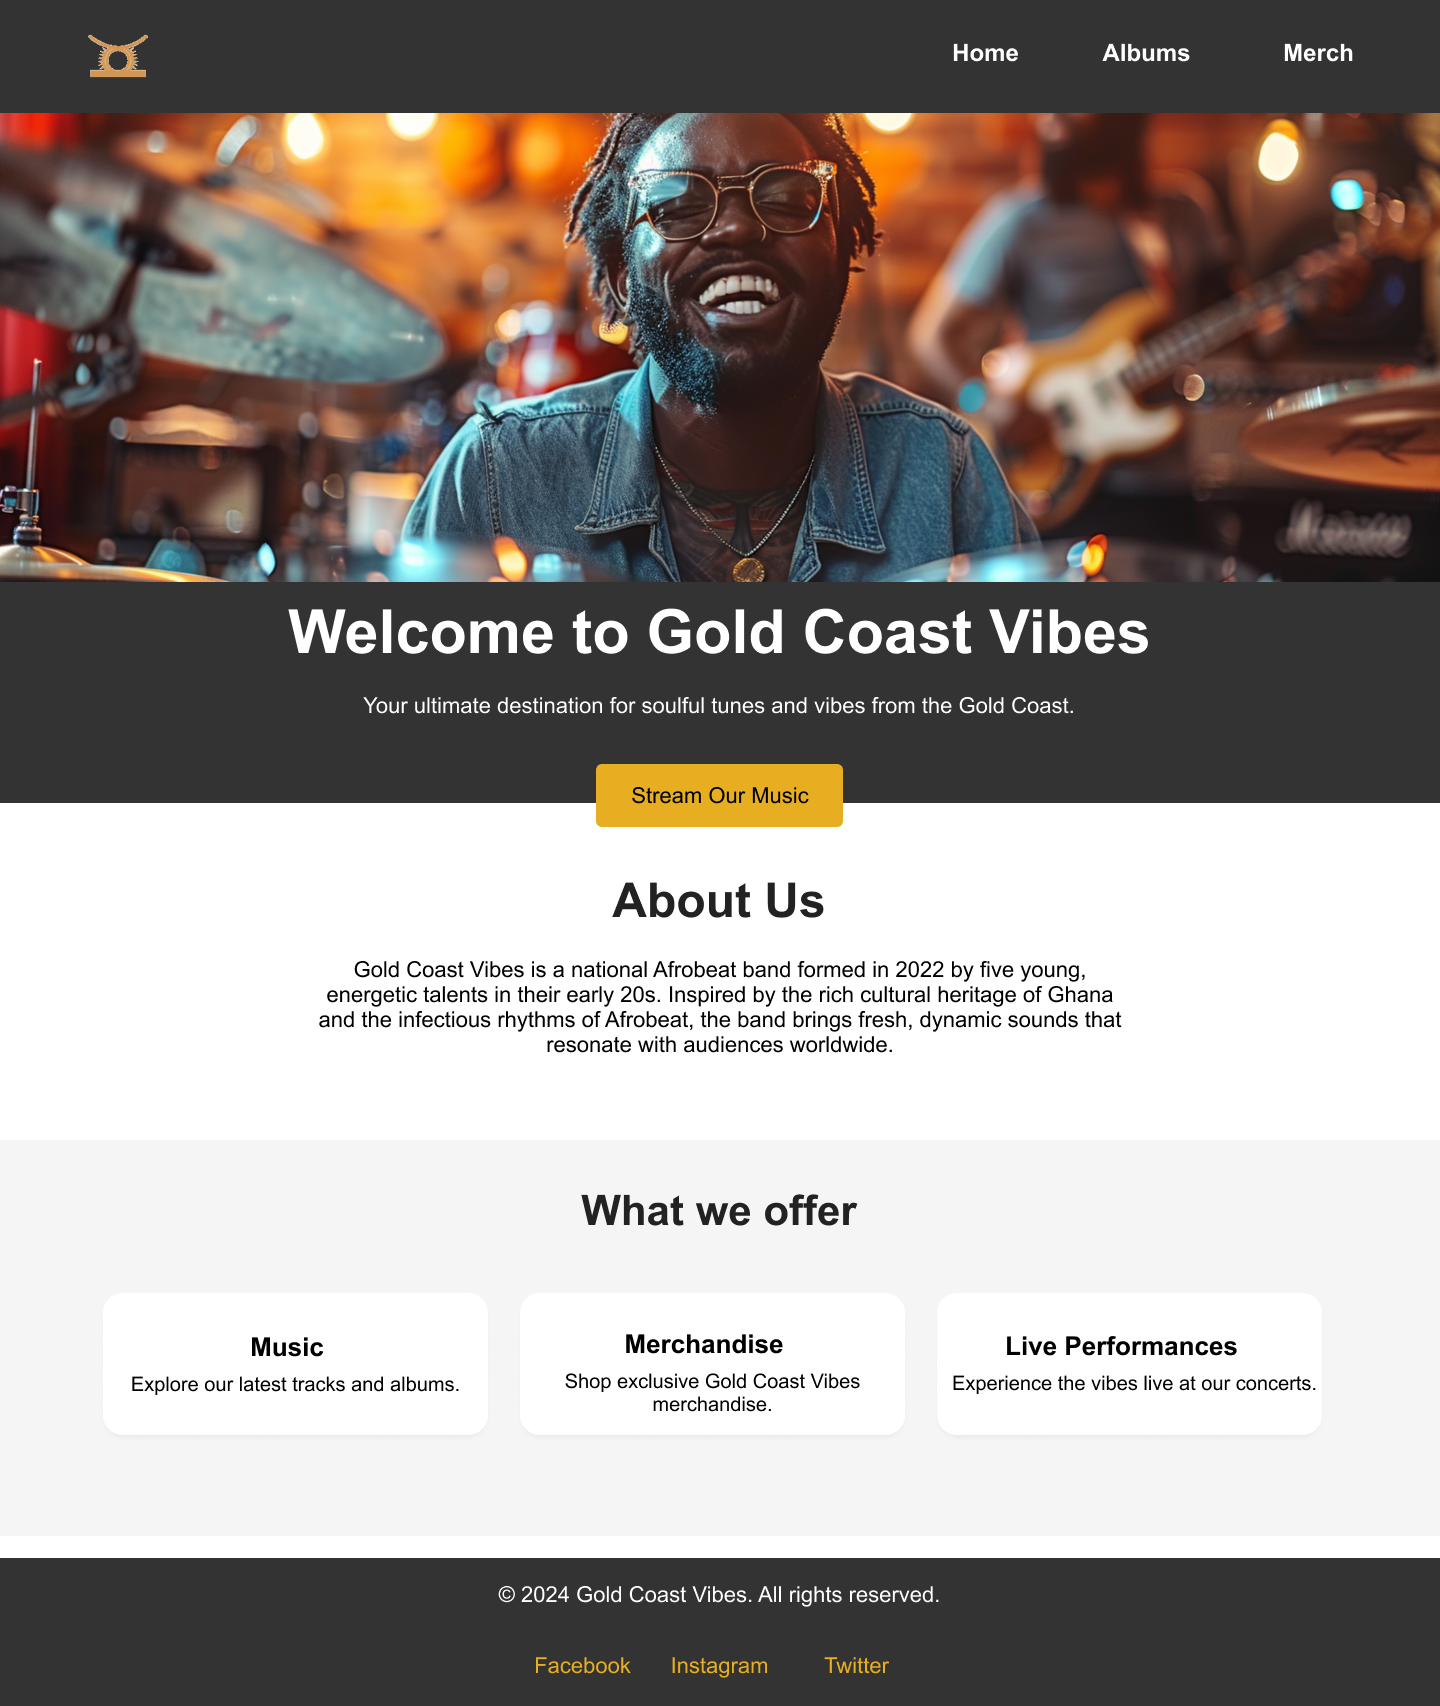 Home Albums Merch
Welcome to Gold Coast Vibes
Your ultimate destination for soulful tunes and vibes from the Gold Coast.
Stream Our Music
About Us
Gold Coast Vibes is a national Afrobeat band formed in 2022 by five young,
energetic talents in their early 20s. Inspired by the rich cultural heritage of Ghana
and the infectious rhythms of Afrobeat, the band brings fresh, dynamic sounds that
resonate with audiences worldwide.
What we offer
Music
Explore our latest tracks and albums.
Merchandise
Shop exclusive Gold Coast Vibes
merchandise.
Live Performances
Experience the vibes live at our concerts.
© 2024 Gold Coast Vibes. All rights reserved.
Facebook Instagram Twitter